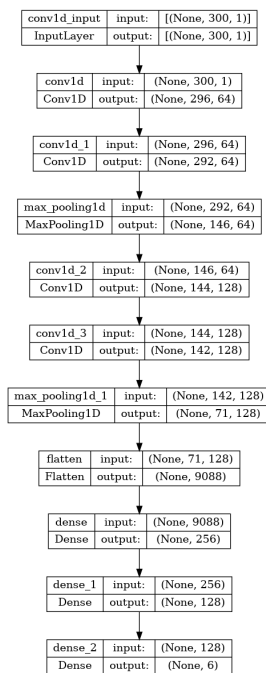 conv1d_input input: [(None, 300, 1)]
InputLayer output: [(None, 300, 1)]
conv1d input: (None, 300, 1)
Conv1D output: (None, 296, 64)
conv1d_1 input: (None, 296, 64)
Conv1D output: (None, 292, 64)
max_pooling1d input: (None, 292, 64)
MaxPooling1D output: (None, 146, 64)
conv1d_2 input: (None, 146, 64)
Conv1D output: (None, 144, 128)
conv1d_3 input: (None, 144, 128)
Conv1D output: (None, 142, 128)
max_pooling1d_1 input: (None, 142, 128)
MaxPooling1D output: (None, 71, 128)
flatten input: (None, 71, 128)
Flatten output: (None, 9088)
dense input: (None, 9088)
Dense output: (None, 256)
dense_1 input: (None, 256)
Dense output: (None, 128)
dense_2 input: (None, 128)
Dense output: (None, 6)